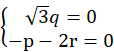 √3q = 0
−p − 2r = 0